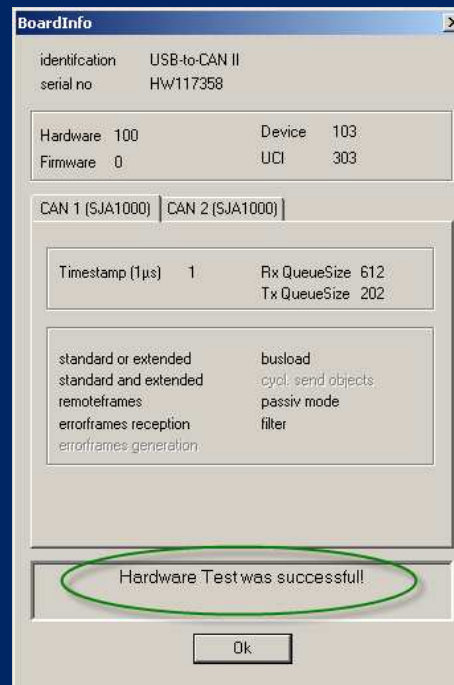 BoardInfo
identifcation USB-to-CAN II
serial no HW117358
Hardware 100 Device 103
Firmware 0 UCI 303
CAN 1 (SJA1000) CAN 2 (SJA1000)
Timestamp (1µs) 1 Rx QueueSize 612
Tx QueueSize 202
standard or extended busload
standard and extended cycl. send objects
remoteframes passiv mode
errorframes reception filter
errorframes generation
Hardware Test was successful!
Ok